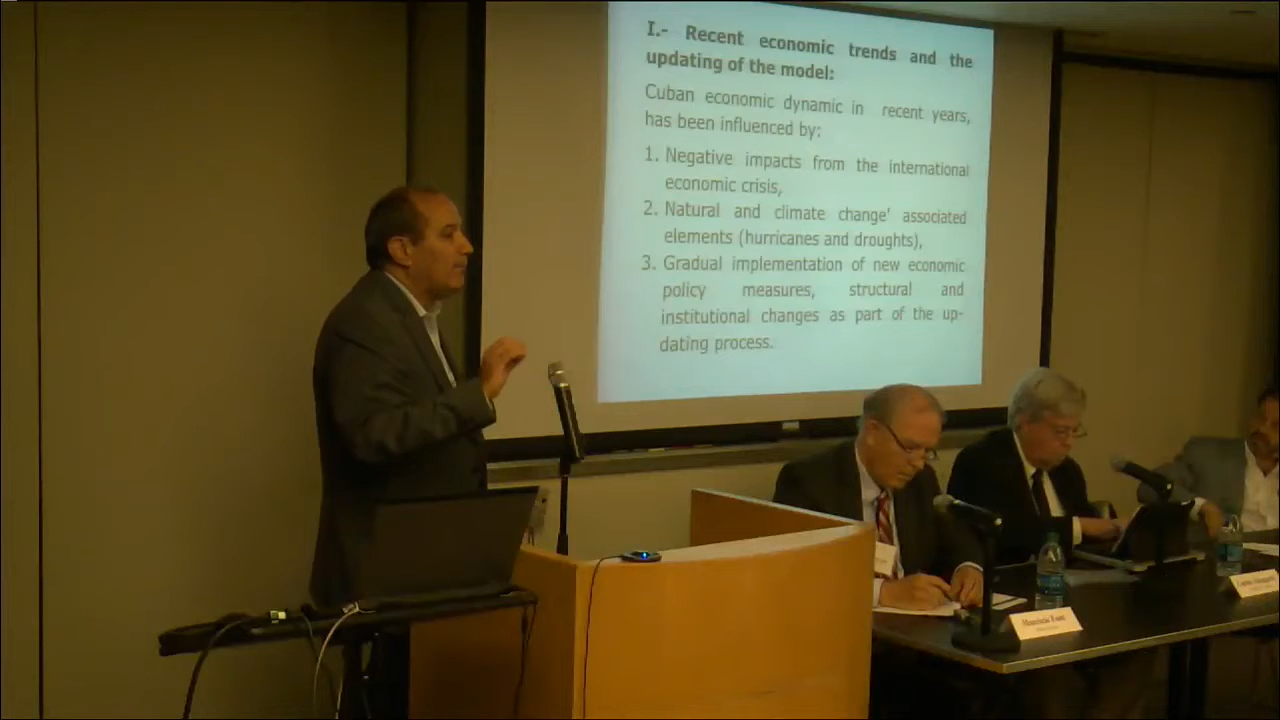 I.- Recent economic trends and the
updating of the model:
Cuban economic dynamic in recent years,
has been influenced by:
1. Negative impacts from the international
economic crisis,
2. Natural and climate change' associated
elements (hurricanes and droughts),
3. Gradual implementation of new economic
policy measures, structural and
institutional changes as part of the up-
dating process.
Mauricio Font